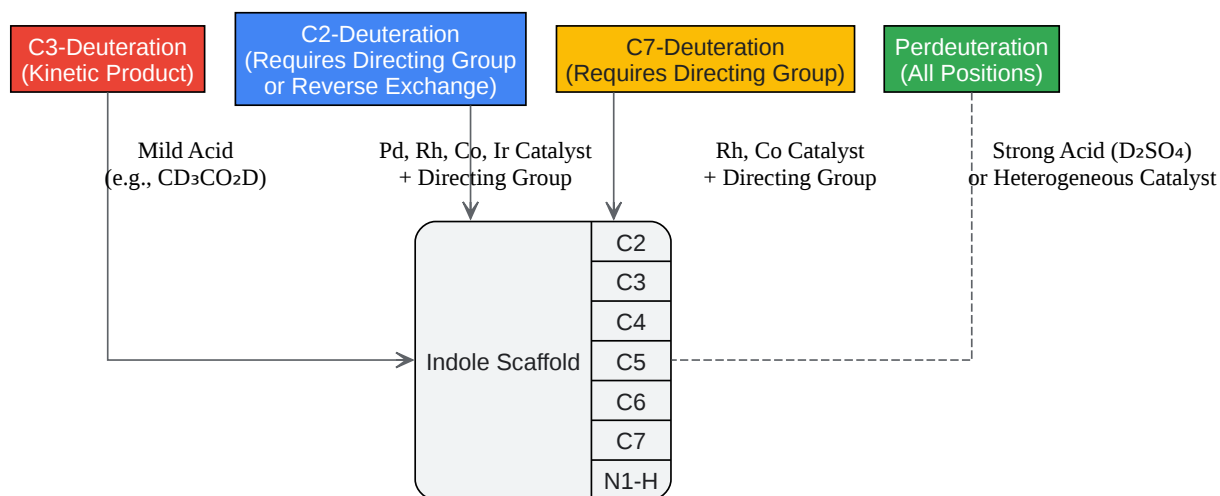 C3-Deuteration
(Kinetic Product)
C2-Deuteration
(Requires Directing Group
or Reverse Exchange)
C7-Deuteration
(Requires Directing Group)
Perdeuteration
(All Positions)
Mild Acid
(e.g., CD₃CO₂D)
Pd, Rh, Co, Ir Catalyst
+ Directing Group
Rh, Co Catalyst
+ Directing Group
Strong Acid (D₂SO₄)
or Heterogeneous Catalyst
Indole Scaffold
C2
C3
C4
C5
C6
C7
N1-H